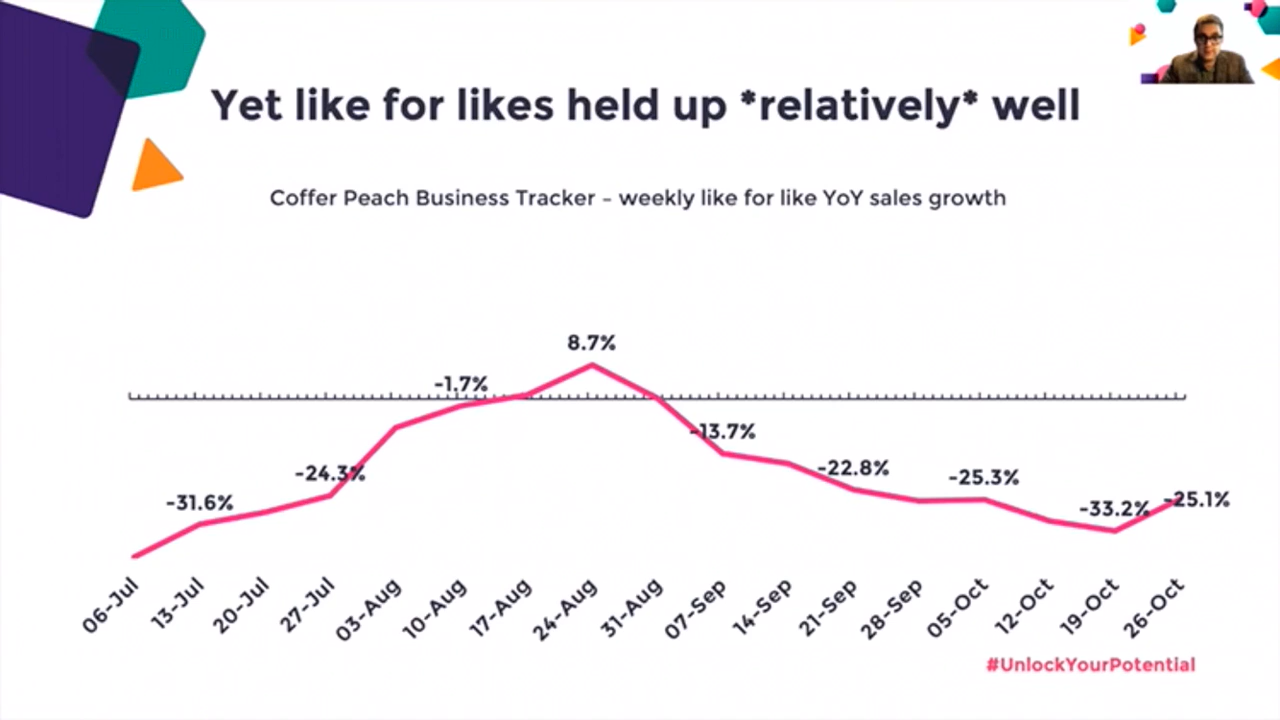 Yet like for likes held up *relatively* well
Coffer Peach Business Tracker – weekly like for like YoY sales growth
8.7%
-1.7%
-13.7%
-24.3%
-22.8%
-25.3%
-31.6%
-33.2%
-25.1%
06-Jul
13-Jul
20-Jul
27-Jul
03-Aug
10-Aug
17-Aug
24-Aug
31-Aug
07-Sep
14-Sep
21-Sep
28-Sep
05-Oct
12-Oct
19-Oct
26-Oct
#UnlockYourPotential